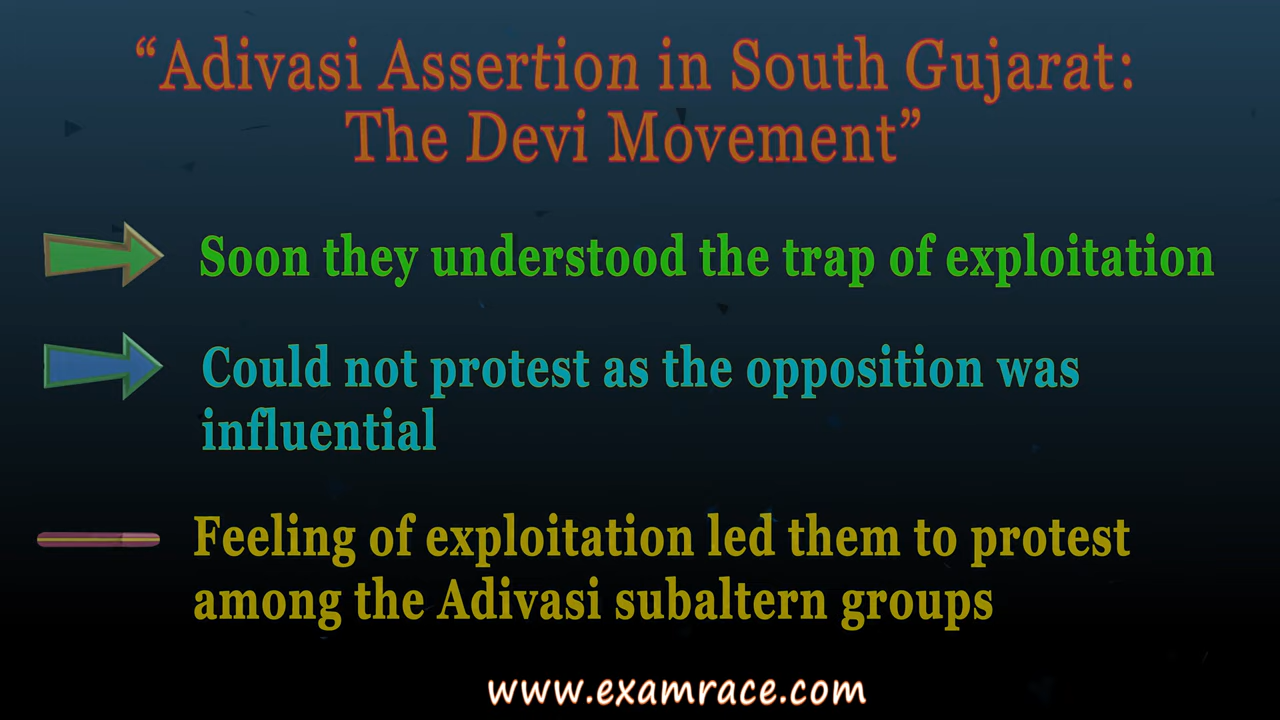 “Adivasi Assertion in South Gujarat:
The Devi Movement”
Soon they understood the trap of exploitation
Could not protest as the opposition was
influential
Feeling of exploitation led them to protest
among the Adivasi subaltern groups
www.examrace.com